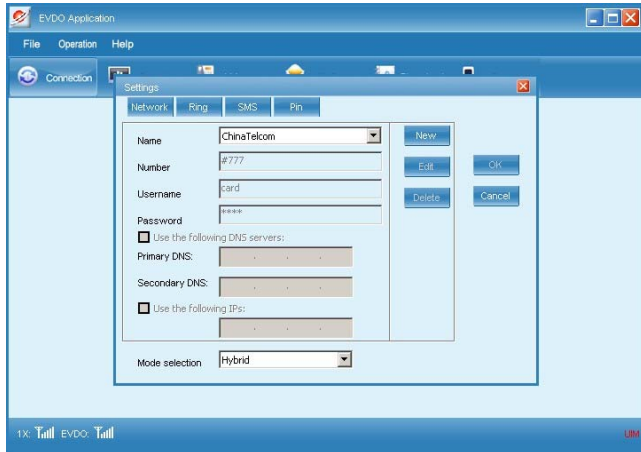 EVDO Application
File Operation Help
Connection
Settings
Network Ring SMS Pin
Name ChinaTelcom New
Number #777 Edit OK
Username card Delete Cancel
Password ****
Use the following DNS servers:
Primary DNS: . . .
Secondary DNS: . . .
Use the following IPs:
. . .
Mode selection Hybrid
1X: EVDO: UIM